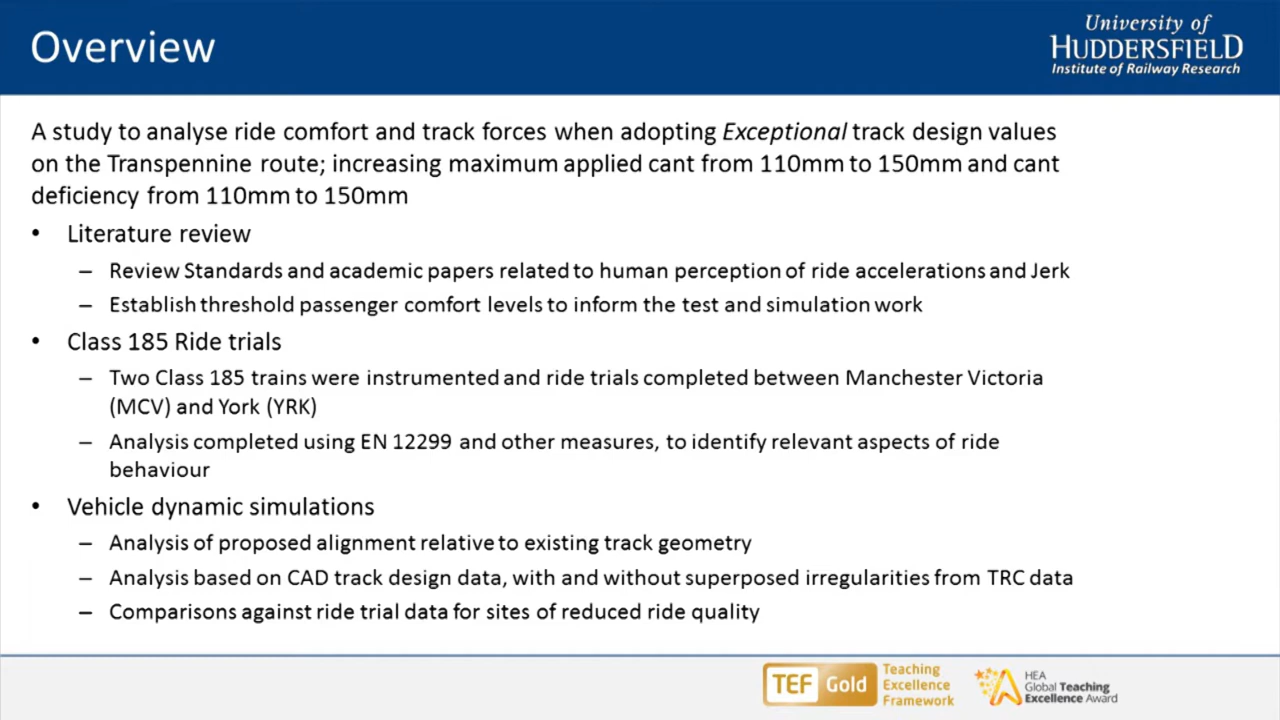 Overview
University of
HUDDERSFIELD
Institute of Railway Research
A study to analyse ride comfort and track forces when adopting Exceptional track design values
on the Transpennine route; increasing maximum applied cant from 110mm to 150mm and cant
deficiency from 110mm to 150mm
• Literature review
– Review Standards and academic papers related to human perception of ride accelerations and Jerk
– Establish threshold passenger comfort levels to inform the test and simulation work
• Class 185 Ride trials
– Two Class 185 trains were instrumented and ride trials completed between Manchester Victoria
(MCV) and York (YRK)
– Analysis completed using EN 12299 and other measures, to identify relevant aspects of ride
behaviour
• Vehicle dynamic simulations
– Analysis of proposed alignment relative to existing track geometry
– Analysis based on CAD track design data, with and without superposed irregularities from TRC data
– Comparisons against ride trial data for sites of reduced ride quality
TEF Gold
Teaching
Excellence
Framework
HEA
Global Teaching
Excellence Award